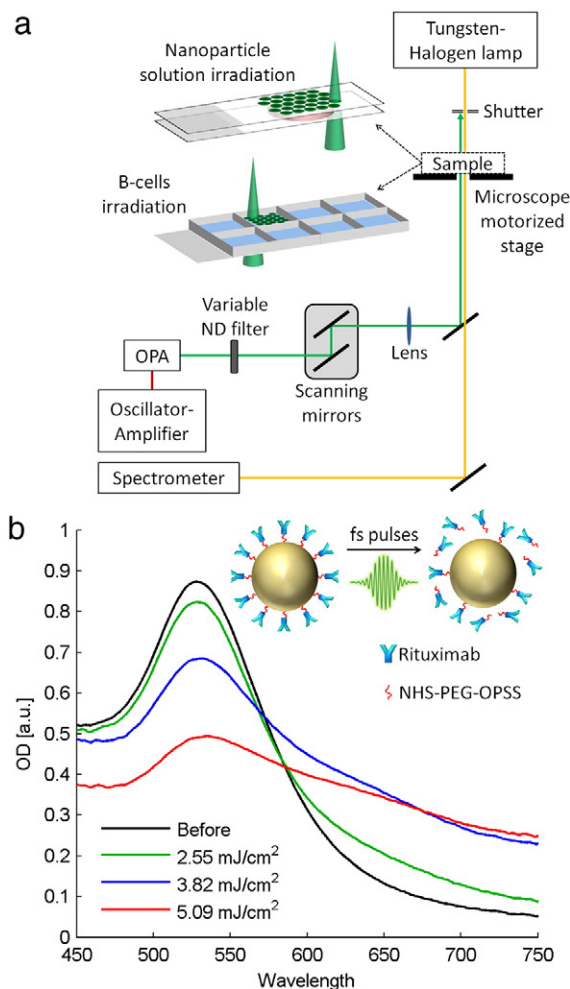 a
Tungsten-
Halogen lamp
Nanoparticle
solution irradiation
Shutter
Sample
B-cells
irradiation
Microscope
motorized
stage
Variable
ND filter
OPA
Lens
Scanning
mirrors
Oscillator-
Amplifier
Spectrometer
b
1
0.9
0.8
0.7
0.6
0.5
0.4
0.3
0.2
0.1
0
OD [a.u.]
fs pulses
Rituximab
NHS-PEG-OPSS
Before
2.55 mJ/cm²
3.82 mJ/cm²
5.09 mJ/cm²
450 500 550 600 650 700 750
Wavelength